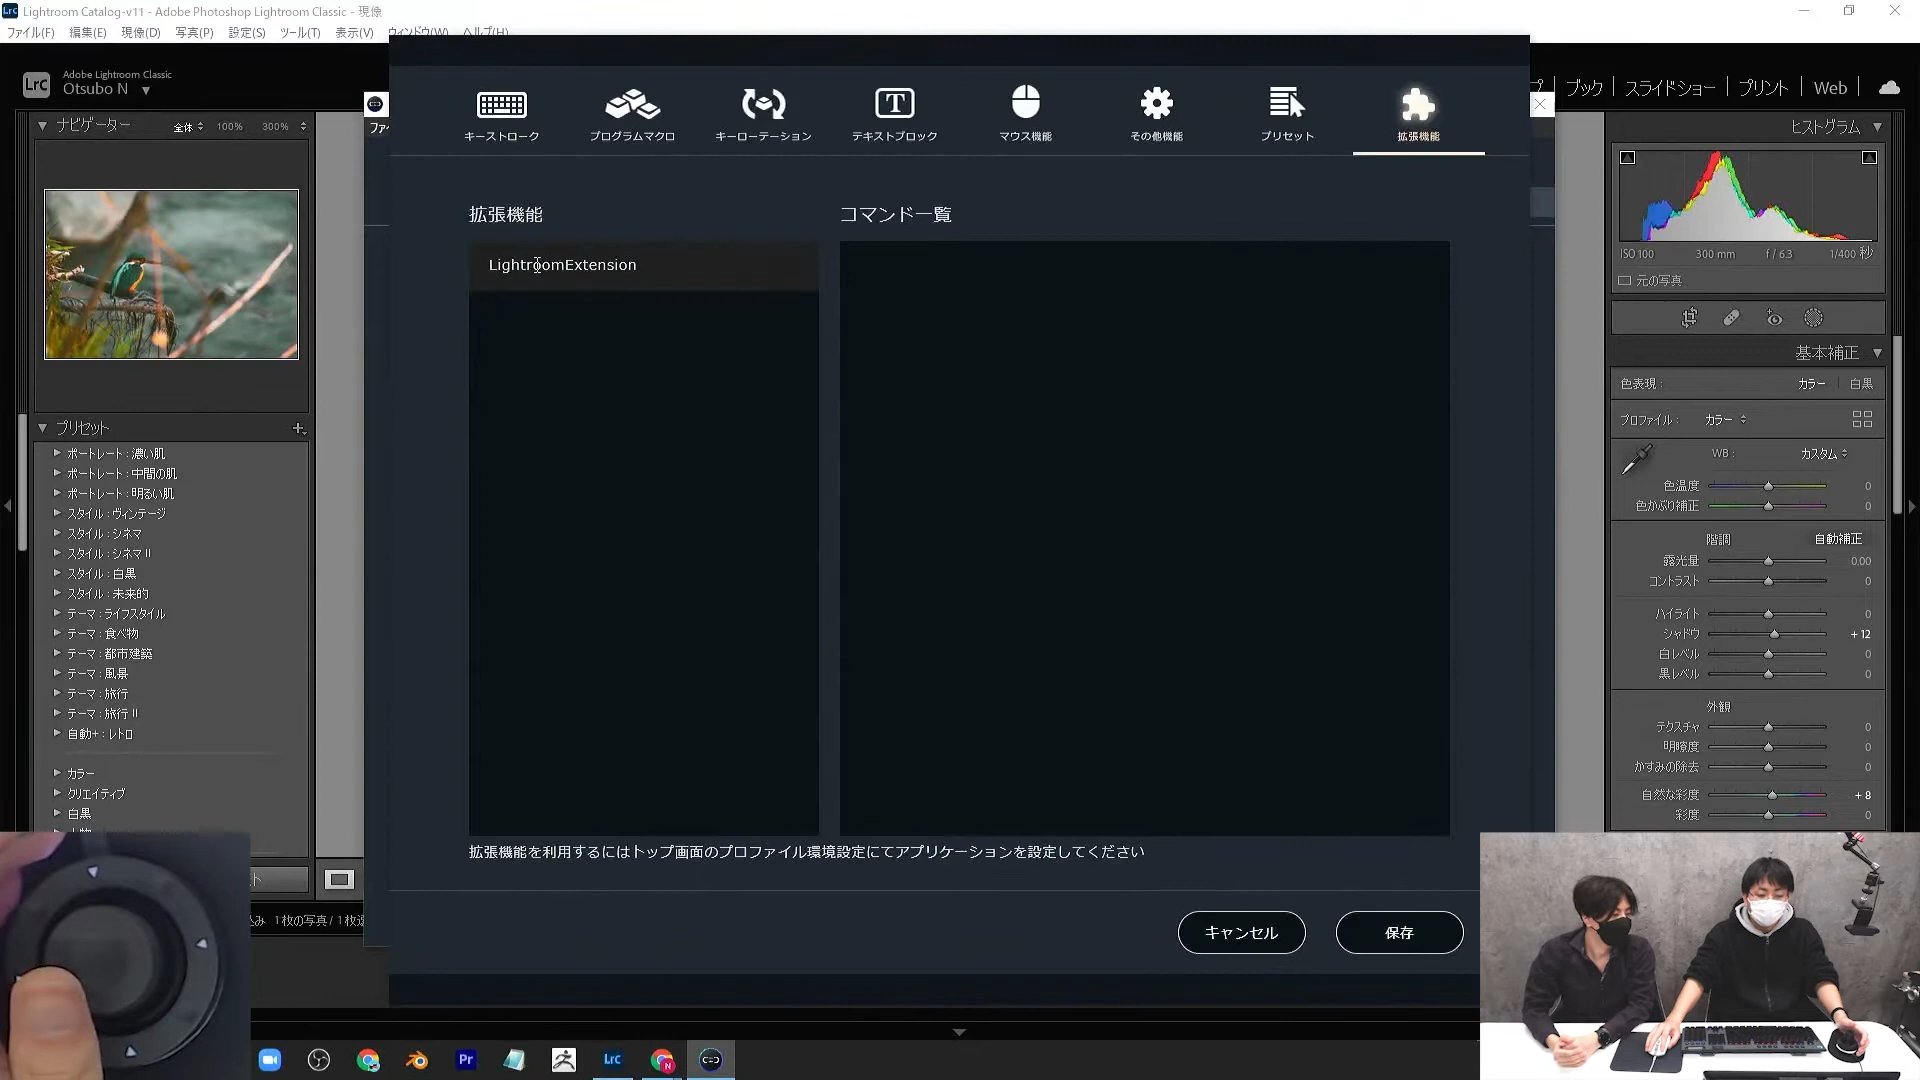 Lightroom Catalog-v11 - Adobe Photoshop Lightroom Classic - 現像
ファイル(F) 編集(E) 現像(D) 写真(P) 設定(S) ツール(T) 表示(V) ウィンドウ(W) ヘルプ(H)
LrC
Adobe Lightroom Classic
Otsubo N
ブック スライドショー プリント Web
ナビゲーター 全体 100% 300%
プリセット
ポートレート : 濃い肌
ポートレート : 中間の肌
ポートレート : 明るい肌
スタイル : ヴィンテージ
スタイル : シネマ
スタイル : シネマ II
スタイル : 白黒
スタイル : 未来的
テーマ : ライフスタイル
テーマ : 食べ物
テーマ : 都市建築
テーマ : 風景
テーマ : 旅行
テーマ : 旅行 II
自動+ : レトロ
カラー
クリエイティブ
白黒
1枚の写真 /
キーストローク
プログラムマクロ
キーローテーション
テキストブロック
マウス機能
その他機能
プリセット
拡張機能
拡張機能
コマンド一覧
LightroomExtension
拡張機能を利用するにはトップ画面のプロファイル環境設定にてアプリケーションを設定してください
キャンセル
保存
ヒストグラム
ISO 100 300 mm f / 6.3 1/400 秒
元の写真
基本補正
色表現 : カラー 白黒
プロファイル : カラー
WB : カスタム
色温度 0
色かぶり補正 0
階調 自動補正
露光量 0.00
コントラスト 0
ハイライト 0
シャドウ + 12
白レベル 0
黒レベル 0
外観
テクスチャ 0
明瞭度 0
かすみの除去 0
自然な彩度 + 8
彩度 0
Pr
Lrc